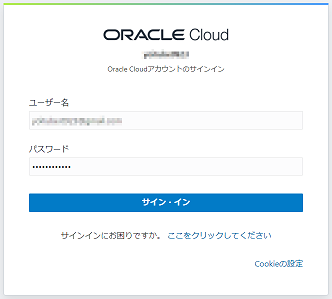 ORACLE Cloud
Oracle Cloudアカウントのサインイン
ユーザー名
パスワード
••••••••••••
サイン・イン
サインインにお困りですか。 ここをクリックしてください
Cookieの設定